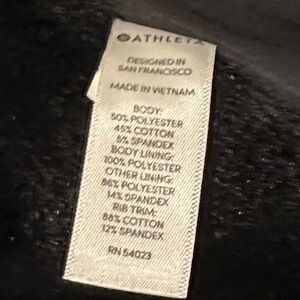 ATHLETA
DESIGNED IN
SAN FRANCISCO
MADE IN VIETNAM
BODY:
50% POLYESTER
45% COTTON
5% SPANDEX
BODY LINING:
100% POLYESTER
OTHER LINING:
86% POLYESTER
14% SPANDEX
RIB TRIM:
88% COTTON
12% SPANDEX
RN 54023